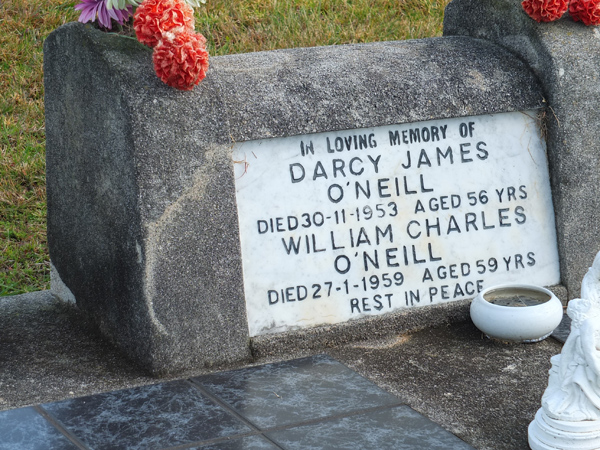 IN LOVING MEMORY OF
DARCY JAMES
O'NEILL
DIED 30-11-1953 AGED 56 YRS
WILLIAM CHARLES
O'NEILL
DIED 27-1-1959 AGED 59 YRS
REST IN PEACE